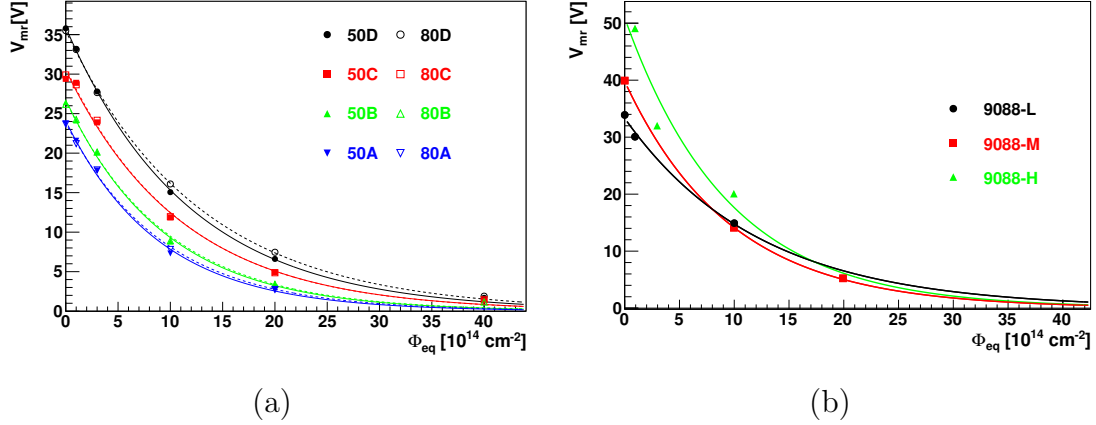 V_mr[V]
35
30
25
20
15
10
5
0
50D 80D
50C 80C
50B 80B
50A 80A
0 5 10 15 20 25 30 35 40
Φ_eq [10^14 cm^-2]
(a)
V_mr [V]
50
40
30
20
10
0
9088-L
9088-M
9088-H
0 5 10 15 20 25 30 35 40
Φ_eq [10^14 cm^-2]
(b)